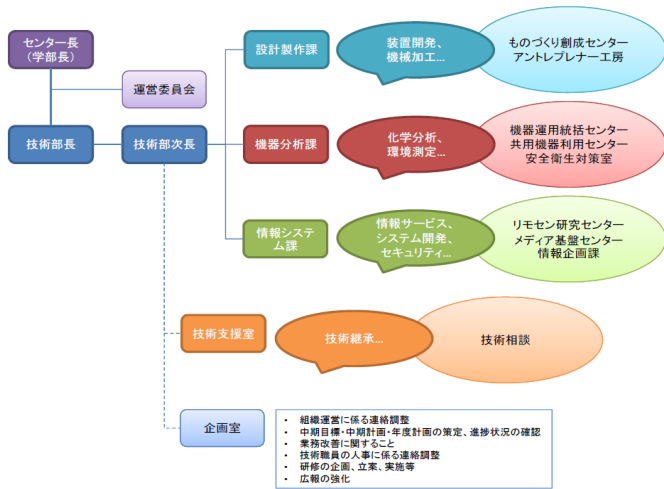 センター長
（学部長）
運営委員会
技術部長
技術部次長
設計製作課
装置開発、
機械加工...
ものづくり創成センター
アントレプレナー工房
機器分析課
化学分析、
環境測定...
機器運用統括センター
共用機器利用センター
安全衛生対策室
情報システ
ム課
情報サービス、
システム開発、
セキュリティ...
リモセン研究センター
メディア基盤センター
情報企画課
技術支援室
技術継承...
技術相談
企画室
• 組織運営に係る連絡調整
• 中期目標・中期計画・年度計画の策定、進捗状況の確認
• 業務改善に関すること
• 技術職員の人事に係る連絡調整
• 研修の企画、立案、実施等
• 広報の強化